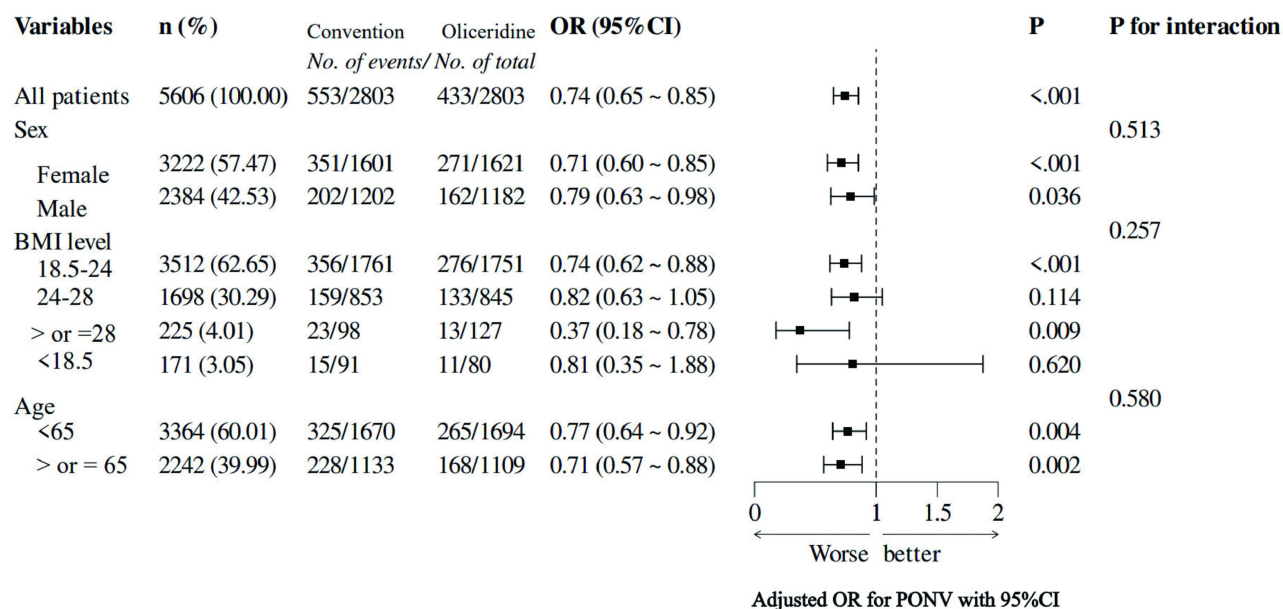 Variables n (%) Convention Oliceridine OR (95%CI) P P for interaction
No. of events/ No. of total
All patients 5606 (100.00) 553/2803 433/2803 0.74 (0.65 ~ 0.85) <.001
Sex 0.513
Female 3222 (57.47) 351/1601 271/1621 0.71 (0.60 ~ 0.85) <.001
Male 2384 (42.53) 202/1202 162/1182 0.79 (0.63 ~ 0.98) 0.036
BMI level 0.257
18.5-24 3512 (62.65) 356/1761 276/1751 0.74 (0.62 ~ 0.88) <.001
24-28 1698 (30.29) 159/853 133/845 0.82 (0.63 ~ 1.05) 0.114
> or =28 225 (4.01) 23/98 13/127 0.37 (0.18 ~ 0.78) 0.009
<18.5 171 (3.05) 15/91 11/80 0.81 (0.35 ~ 1.88) 0.620
Age 0.580
<65 3364 (60.01) 325/1670 265/1694 0.77 (0.64 ~ 0.92) 0.004
> or = 65 2242 (39.99) 228/1133 168/1109 0.71 (0.57 ~ 0.88) 0.002
0 1 1.5 2
Worse better
Adjusted OR for PONV with 95%CI